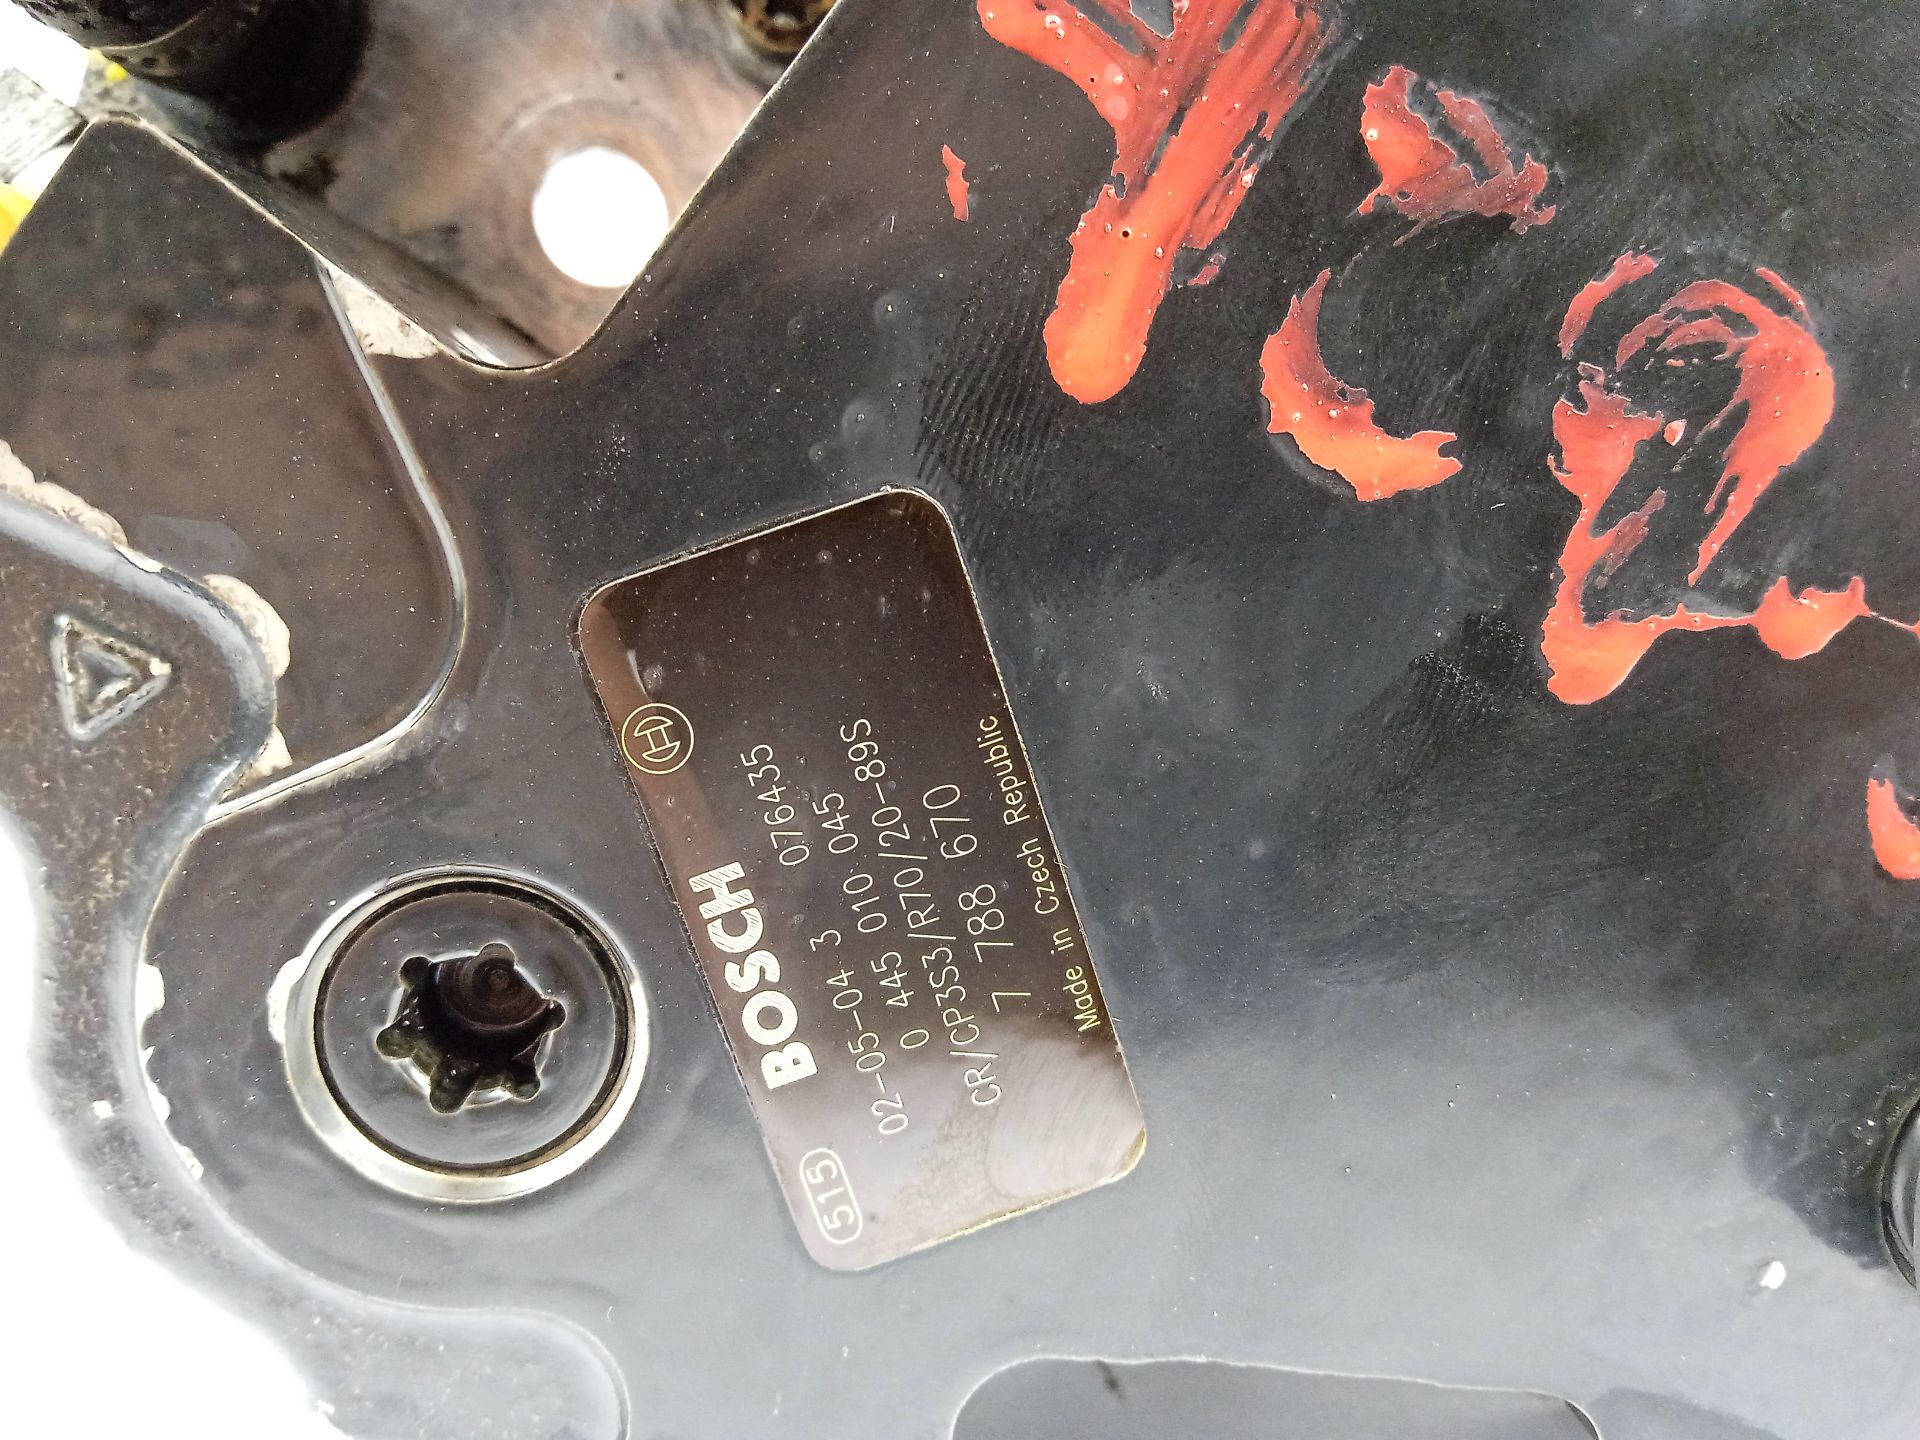 BOSCH
515
02-05-04 3 076435
0 445 010 045
CR/CP3S3/R70/20-89S
7 788 670
Made in Czech Republic